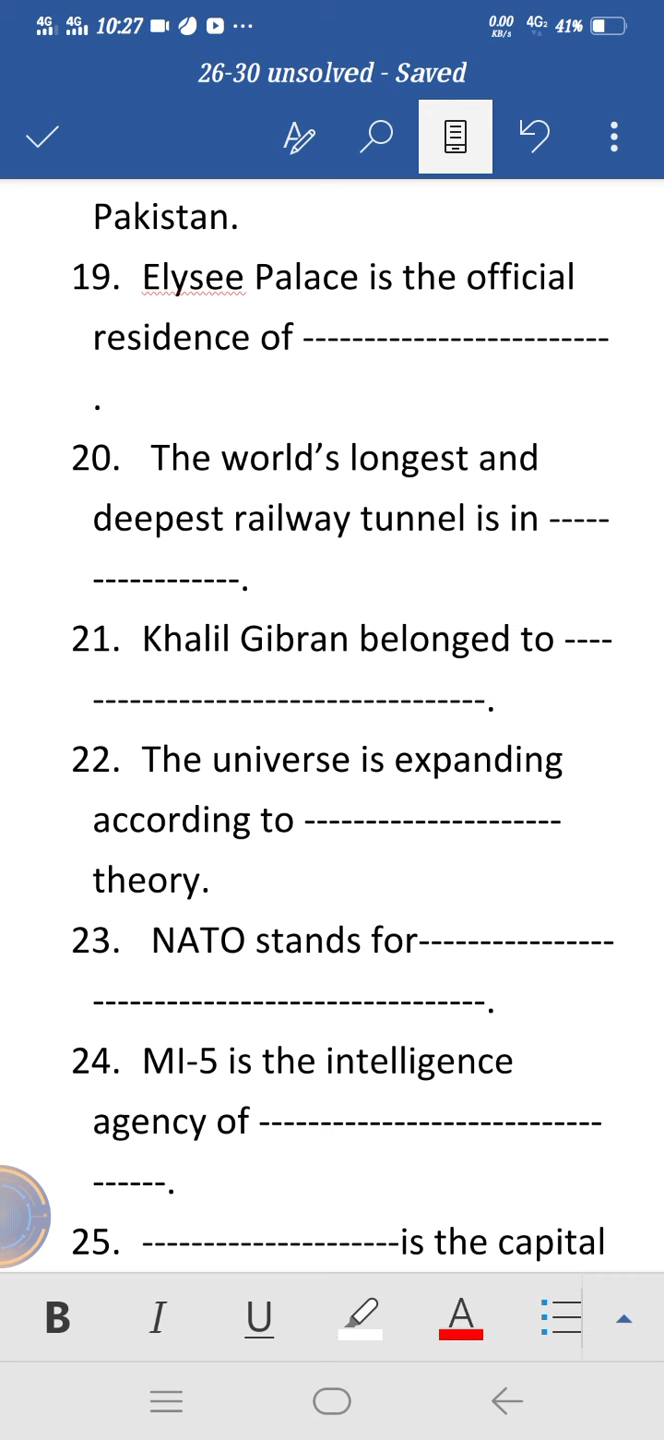 4G 4G 10:27 ... 0.00 KB/s 4G2 41%
26-30 unsolved - Saved
Pakistan.
19. Elysee Palace is the official
residence of -------------------------
.
20. The world’s longest and
deepest railway tunnel is in -----
------------.
21. Khalil Gibran belonged to ----
--------------------------------.
22. The universe is expanding
according to ---------------------
theory.
23. NATO stands for----------------
--------------------------------.
24. MI-5 is the intelligence
agency of ----------------------------
------.
25. ---------------------is the capital
B I U A